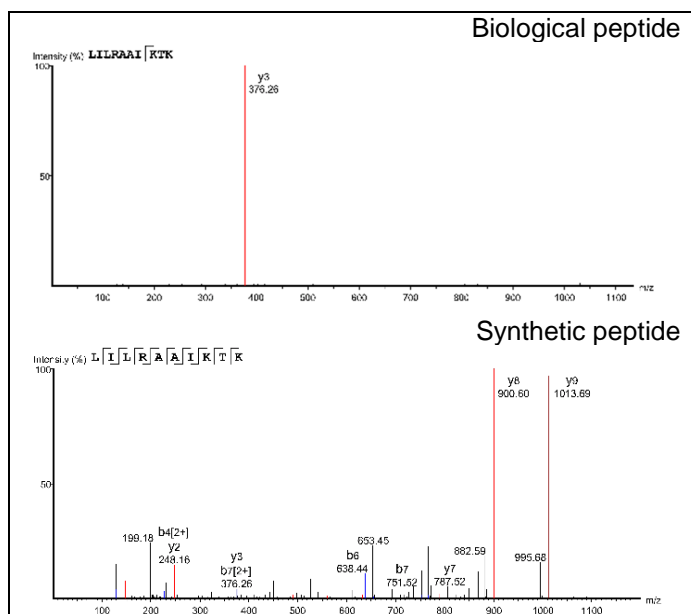 Biological peptide
Intensity (%) LILRAAIKTK
100
y3
376.26
50
100 200 300 400 500 600 700 800 900 1000 1100
m/z
Synthetic peptide
Intensity (%) LILRAAIKTK
100
y8
900.60
y9
1013.69
50
199.18
b4[2+]
y2
248.16
y3
b7[2+]
376.26
b6
638.44
653.45
b7
751.52
y7
787.52
882.59
995.68
100 200 300 400 500 600 700 800 900 1000 1100
m/z